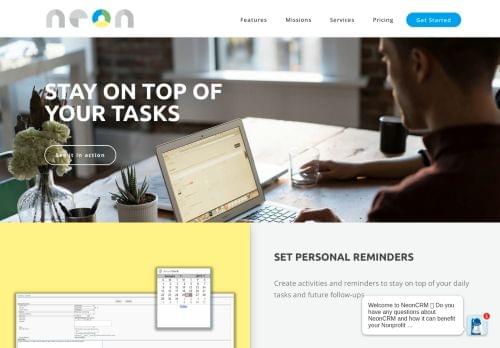 neon
Features Missions Services Pricing Get Started
STAY ON TOP OF
YOUR TASKS
See it in action
SET PERSONAL REMINDERS
Create activities and reminders to stay on top of your daily
tasks and future follow-ups
Welcome to NeonCRM Do you
have any questions about
NeonCRM and how it can benefit
your Nonprofit ...
1